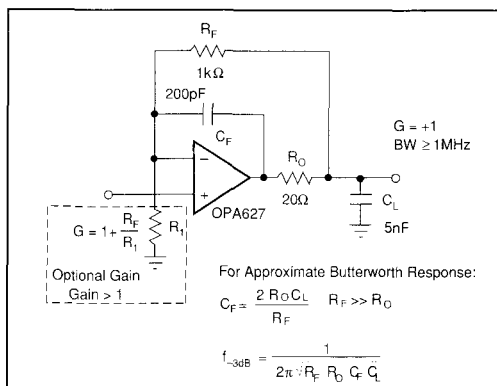 R_F
1kΩ
200pF
C_F
G = +1
BW ≥ 1MHz
R_O
−
+
OPA627
20Ω
C_L
5nF
G = 1 + R_F/R_1
R_1
Optional Gain
Gain > 1
For Approximate Butterworth Response:
C_F = 2 R_O C_L / R_F    R_F >> R_O
f_−3dB = 1 / 2π √R_F R_O C_F C_L